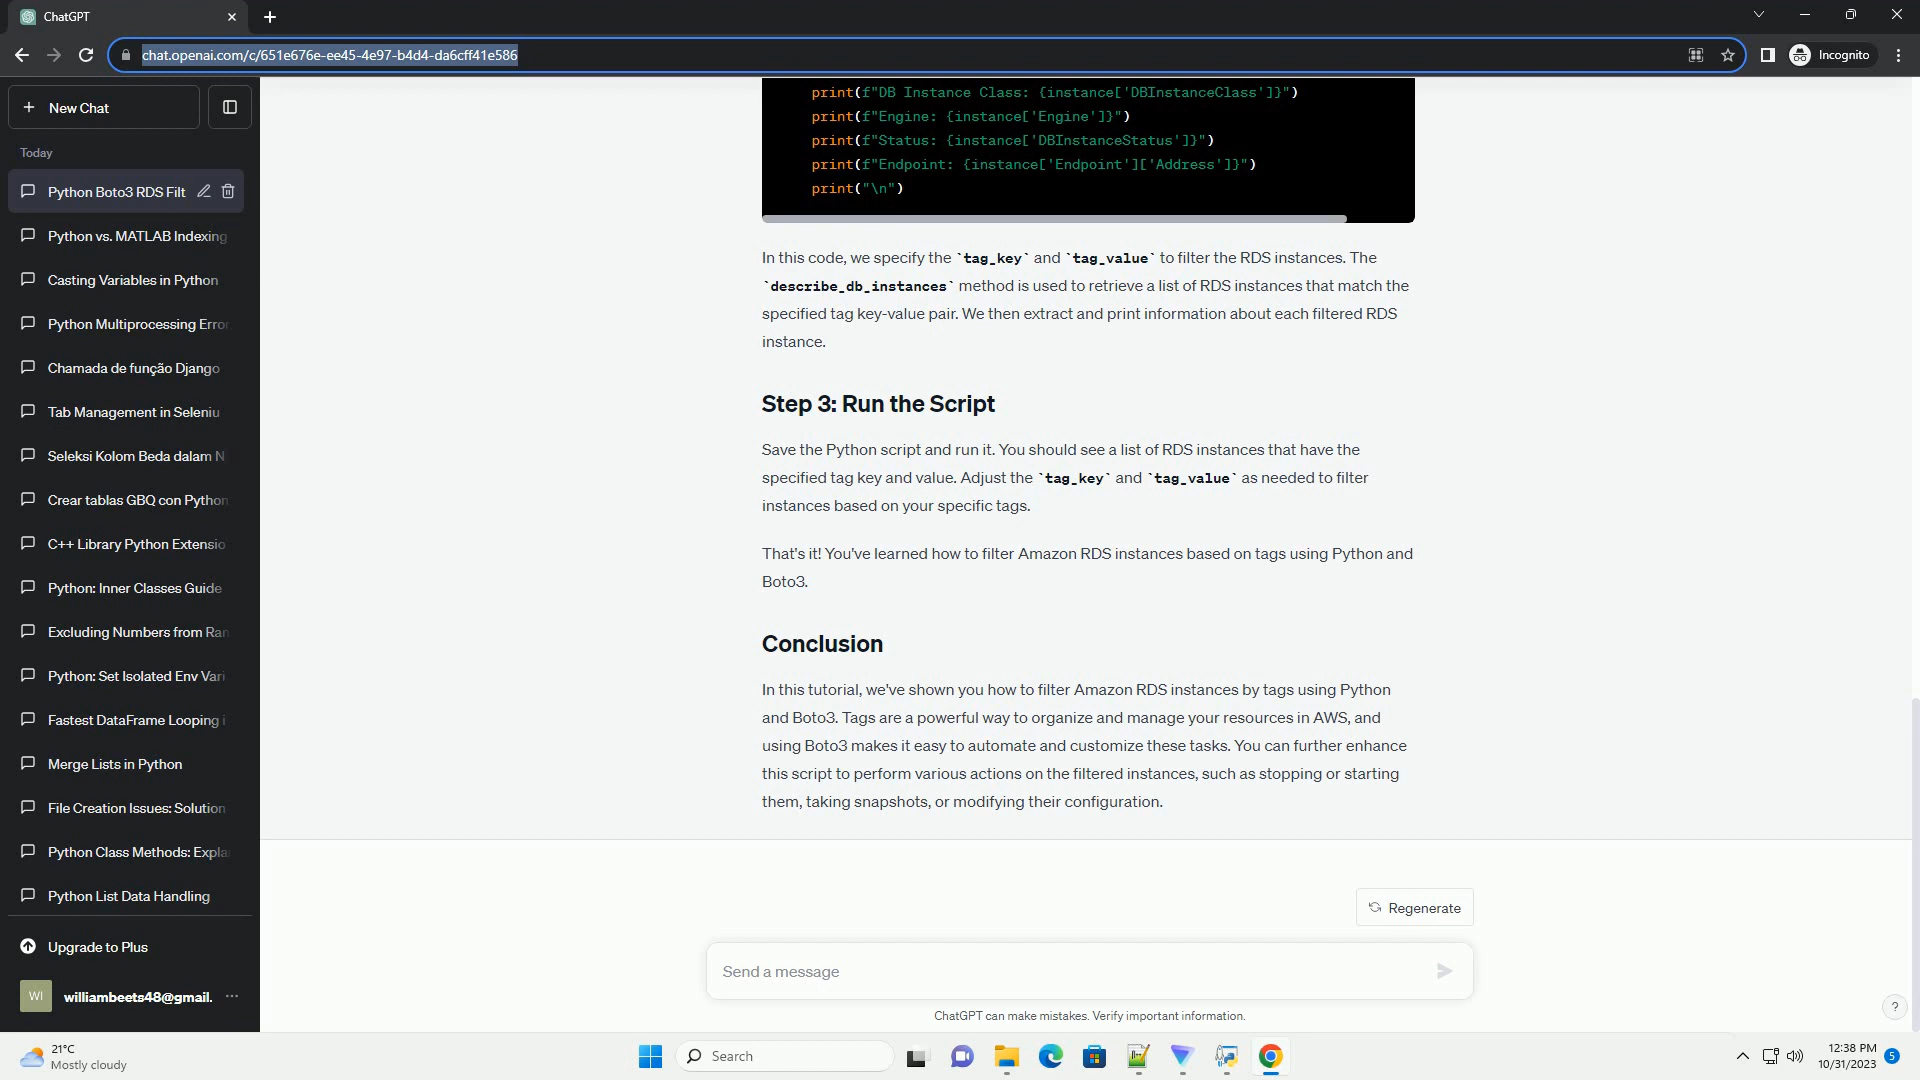 ChatGPT
chat.openai.com/c/651e676e-ee45-4e97-b4d4-da6cff41e586
Incognito
New Chat
Today
Python Boto3 RDS Filt
Python vs. MATLAB Indexing
Casting Variables in Python
Python Multiprocessing Error
Chamada de função Django
Tab Management in Seleniu
Seleksi Kolom Beda dalam N
Crear tablas GBQ con Python
C++ Library Python Extensio
Python: Inner Classes Guide
Excluding Numbers from Ran
Python: Set Isolated Env Vari
Fastest DataFrame Looping i
Merge Lists in Python
File Creation Issues: Solution
Python Class Methods: Expla
Python List Data Handling
Upgrade to Plus
WI
williambeets48@gmail.
print(f"DB Instance Class: {instance['DBInstanceClass']}")
print(f"Engine: {instance['Engine']}")
print(f"Status: {instance['DBInstanceStatus']}")
print(f"Endpoint: {instance['Endpoint']['Address']}")
print("\n")
In this code, we specify the `tag_key` and `tag_value` to filter the RDS instances. The
`describe_db_instances` method is used to retrieve a list of RDS instances that match the
specified tag key-value pair. We then extract and print information about each filtered RDS
instance.
Step 3: Run the Script
Save the Python script and run it. You should see a list of RDS instances that have the
specified tag key and value. Adjust the `tag_key` and `tag_value` as needed to filter
instances based on your specific tags.
That's it! You've learned how to filter Amazon RDS instances based on tags using Python and
Boto3.
Conclusion
In this tutorial, we've shown you how to filter Amazon RDS instances by tags using Python
and Boto3. Tags are a powerful way to organize and manage your resources in AWS, and
using Boto3 makes it easy to automate and customize these tasks. You can further enhance
this script to perform various actions on the filtered instances, such as stopping or starting
them, taking snapshots, or modifying their configuration.
Regenerate
Send a message
ChatGPT can make mistakes. Verify important information.
?
21°C
Mostly cloudy
Search
12:38 PM
10/31/2023
5